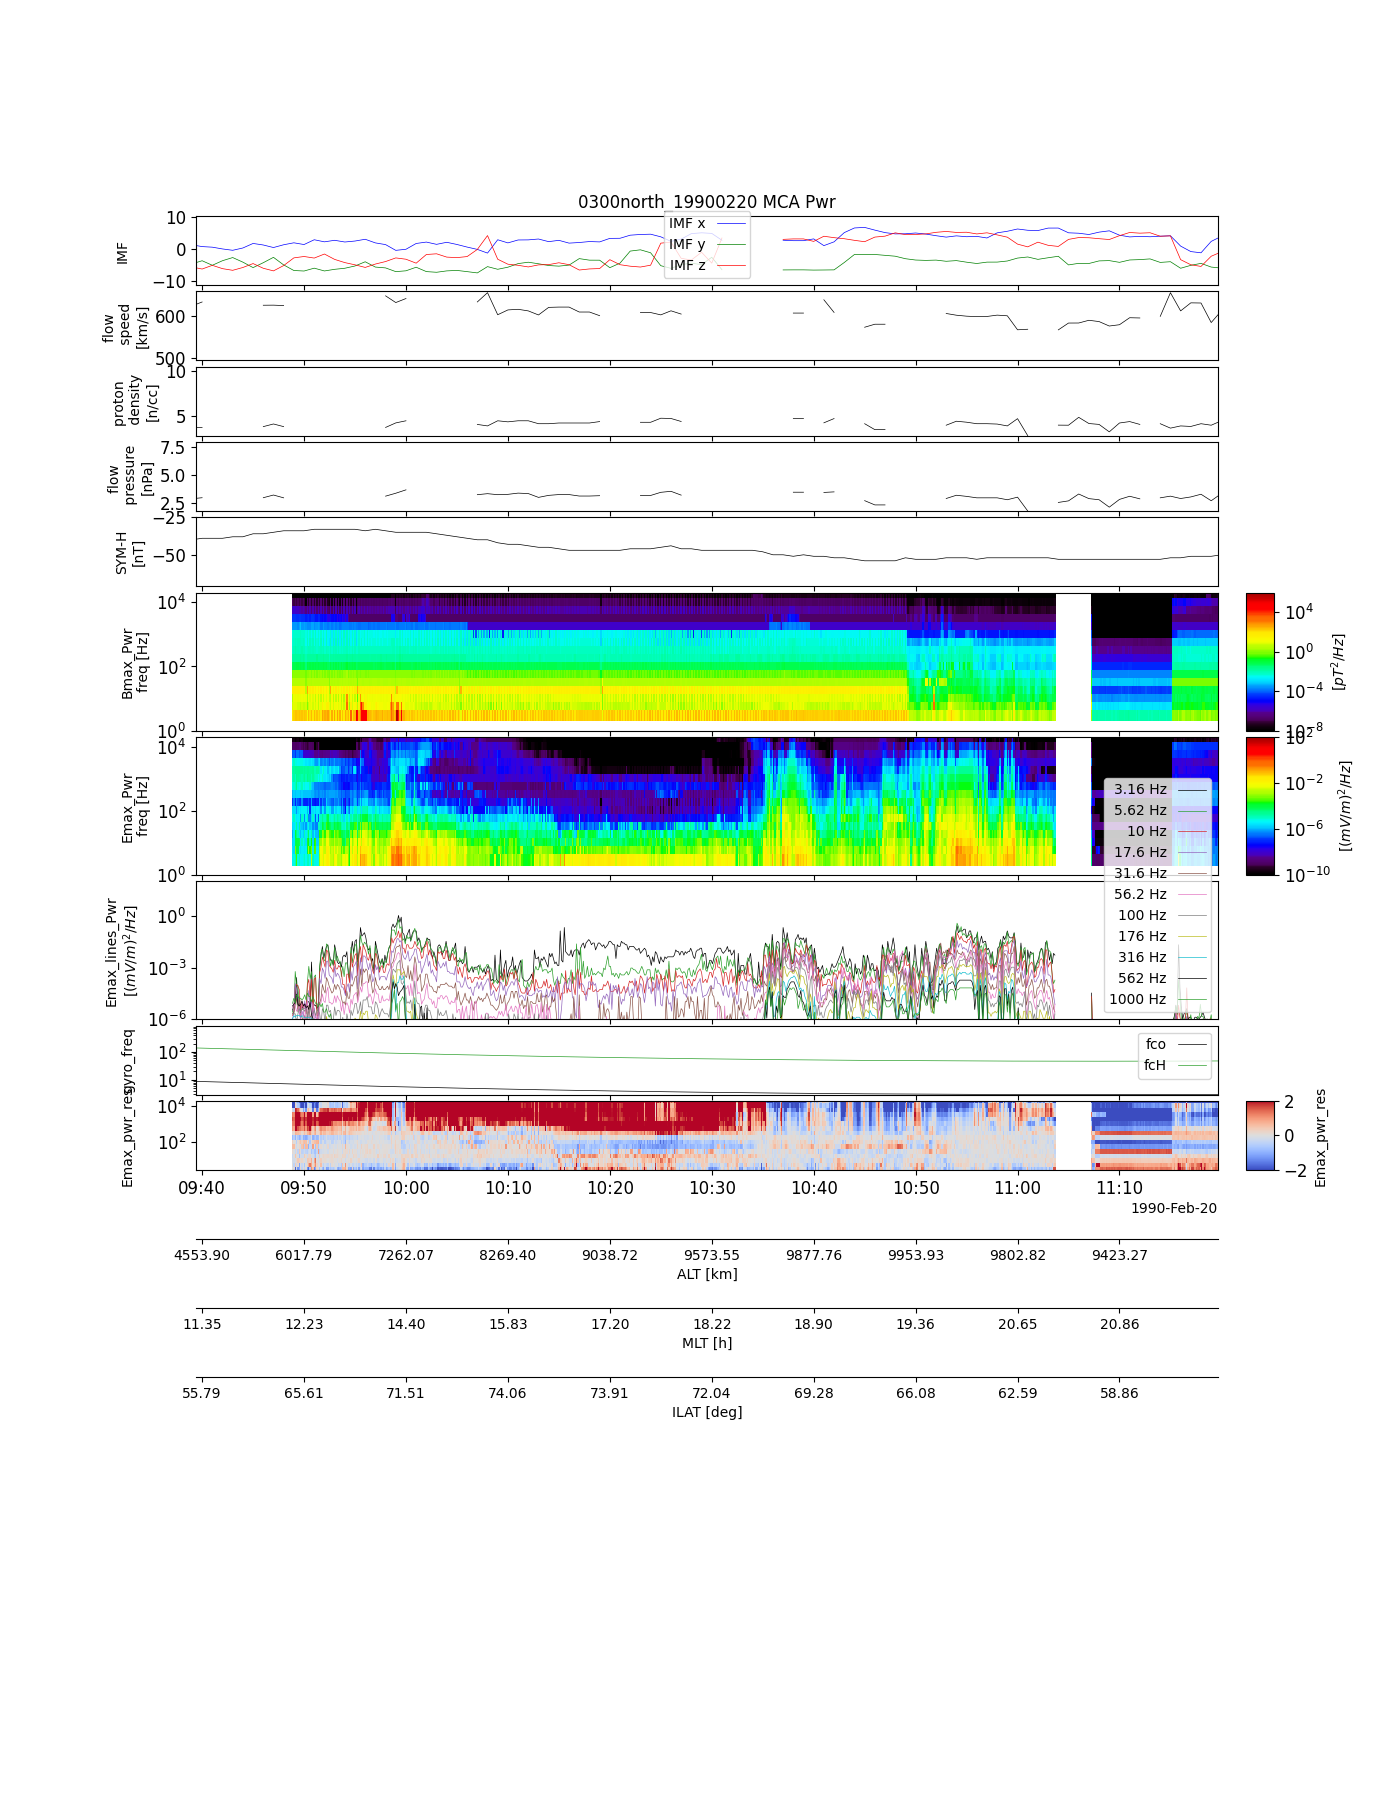 0300north_19900220 MCA Pwr
10
0
−10
IMF
IMF x
IMF y
IMF z
600
500
flow
speed
[km/s]
10
5
proton
density
[n/cc]
7.5
5.0
2.5
flow
pressure
[nPa]
−25
−50
SYM-H
[nT]
10^4
10^2
10^0
Bmax_Pwr
freq [Hz]
10^4
10^0
10^−4
10^−8
[pT^2/Hz]
10^4
10^2
10^0
Emax_Pwr
freq [Hz]
10^2
10^−2
10^−6
10^−10
[(mV/m)^2/Hz]
3.16 Hz
5.62 Hz
10 Hz
17.6 Hz
31.6 Hz
56.2 Hz
100 Hz
176 Hz
316 Hz
562 Hz
1000 Hz
10^0
10^−3
10^−6
Emax_lines_Pwr
[(mV/m)^2/Hz]
10^2
10^1
gyro_freq
fco
fcH
10^4
10^2
Emax_pwr_res
2
0
−2
Emax_pwr_res
09:40 09:50 10:00 10:10 10:20 10:30 10:40 10:50 11:00 11:10
1990-Feb-20
4553.90 6017.79 7262.07 8269.40 9038.72 9573.55 9877.76 9953.93 9802.82 9423.27
ALT [km]
11.35 12.23 14.40 15.83 17.20 18.22 18.90 19.36 20.65 20.86
MLT [h]
55.79 65.61 71.51 74.06 73.91 72.04 69.28 66.08 62.59 58.86
ILAT [deg]